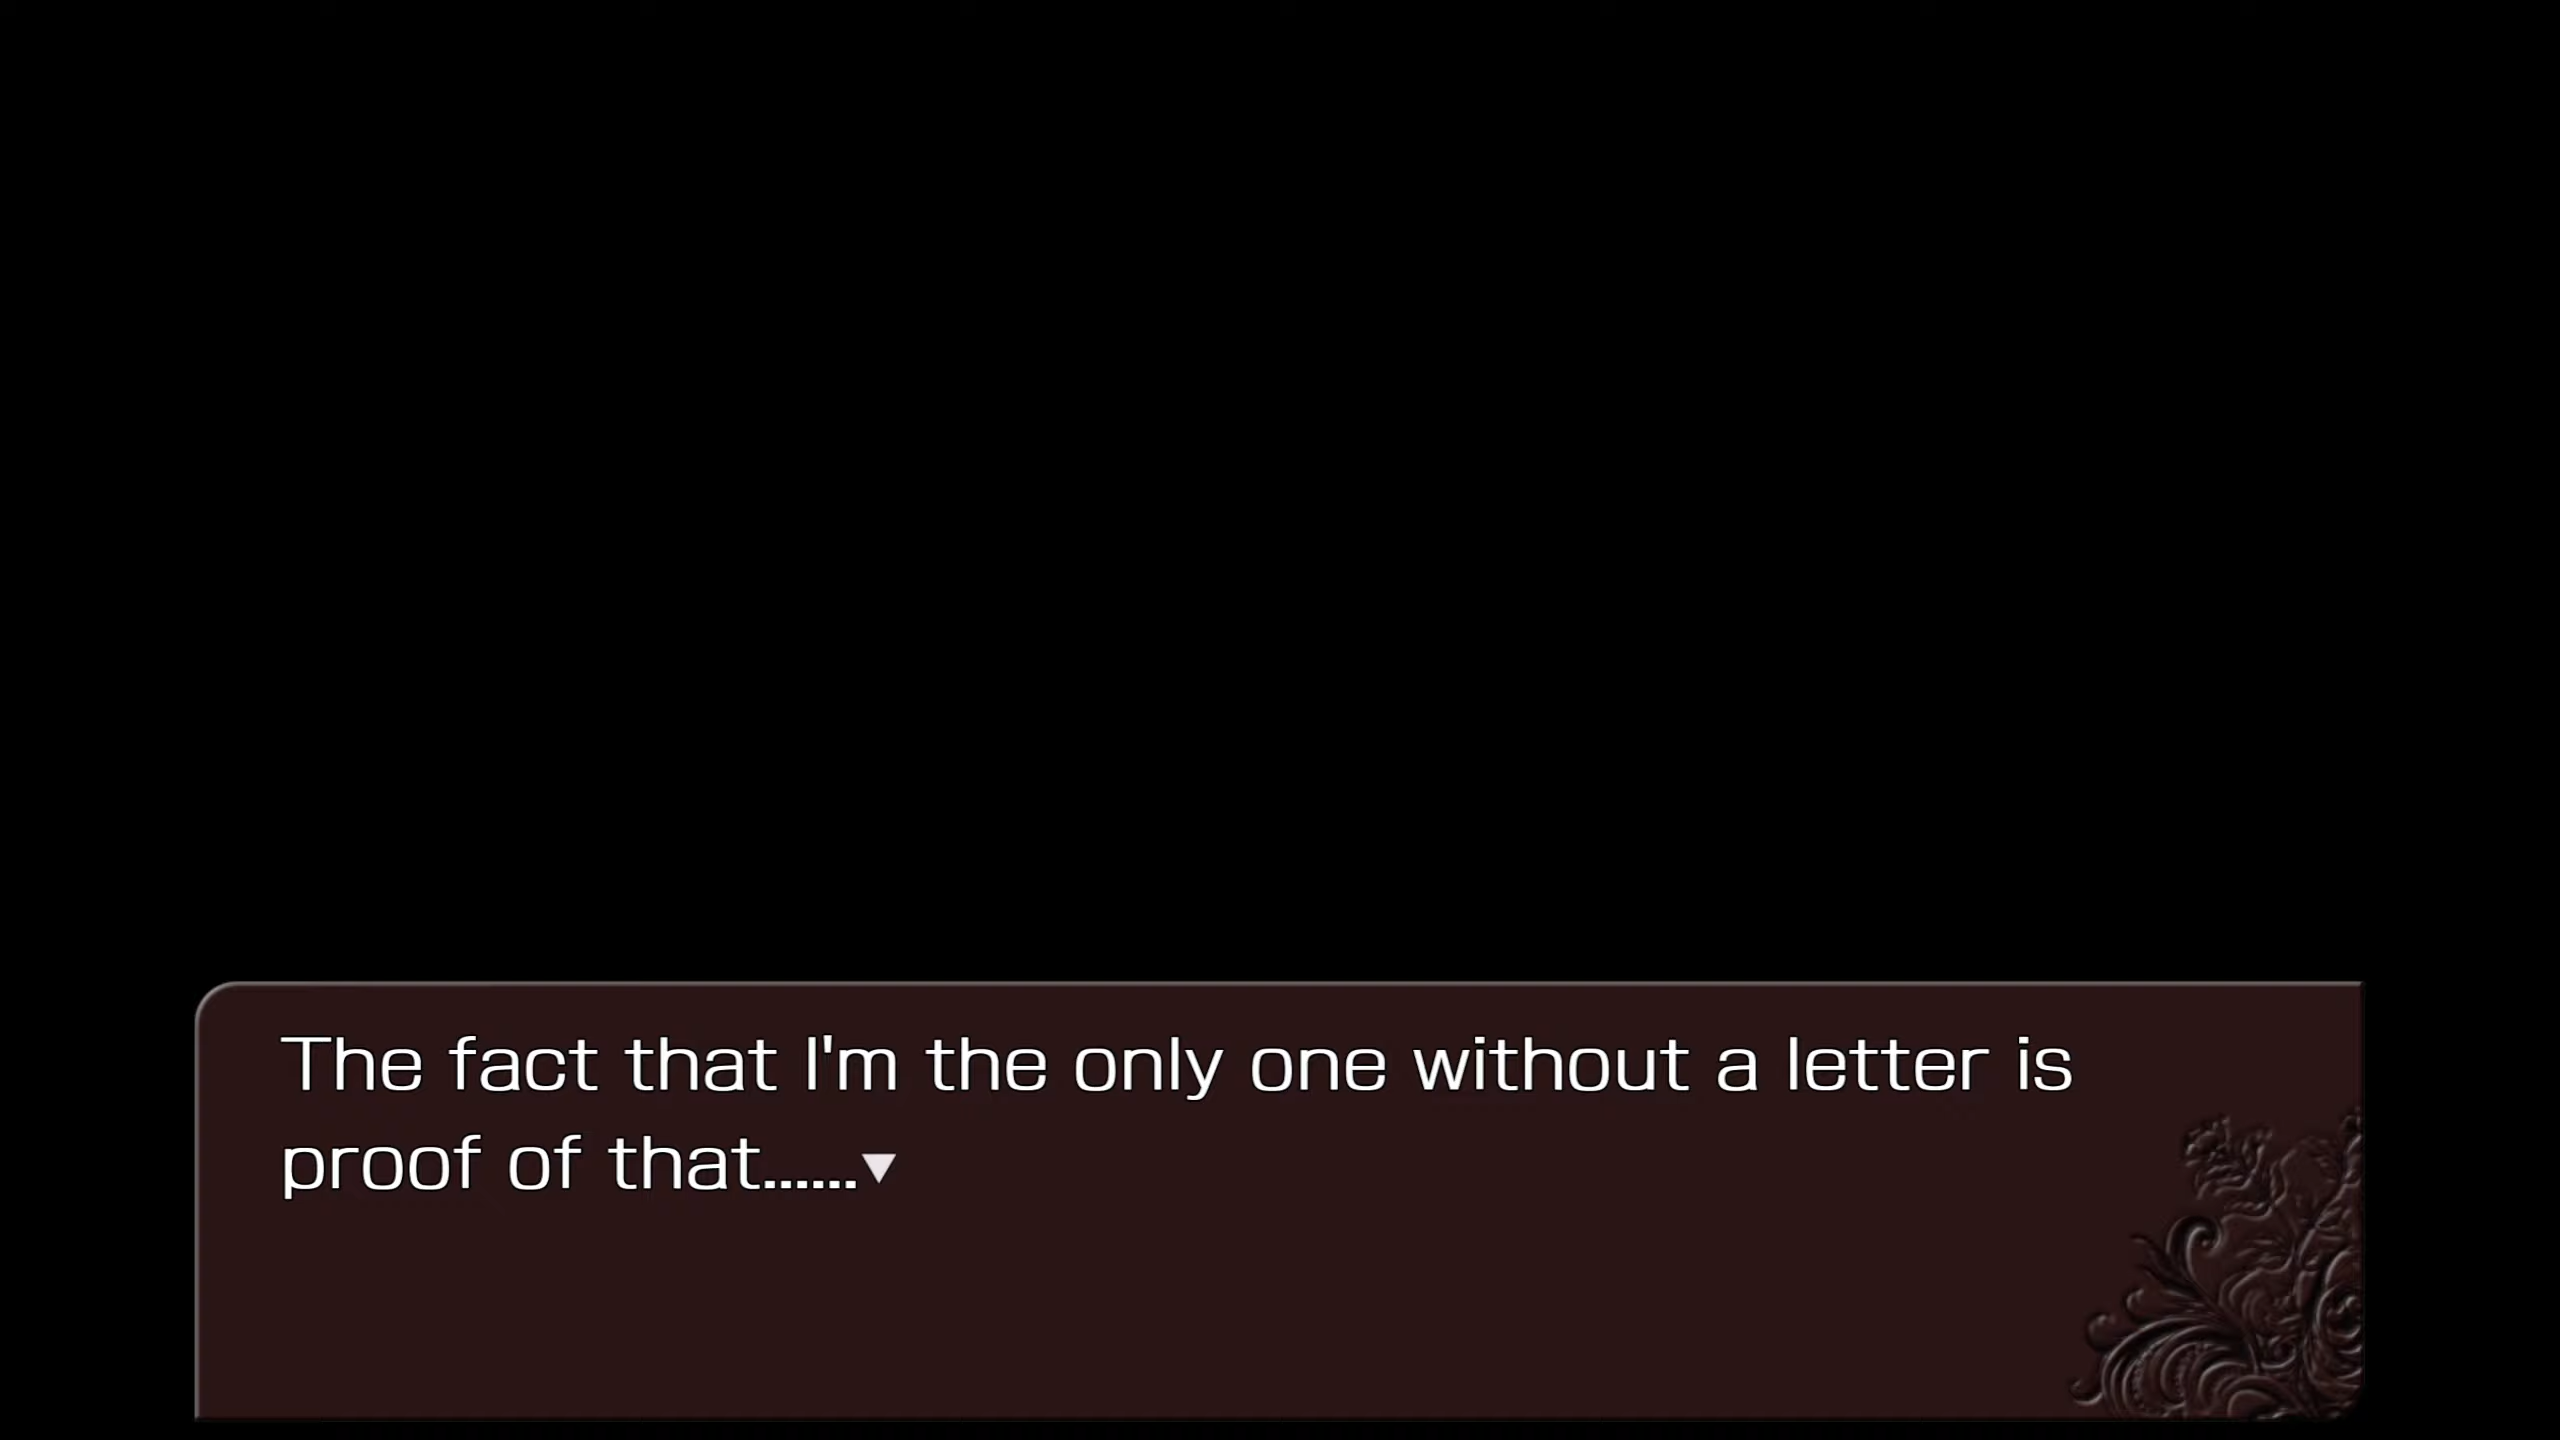 The fact that I'm the only one without a letter is
proof of that......